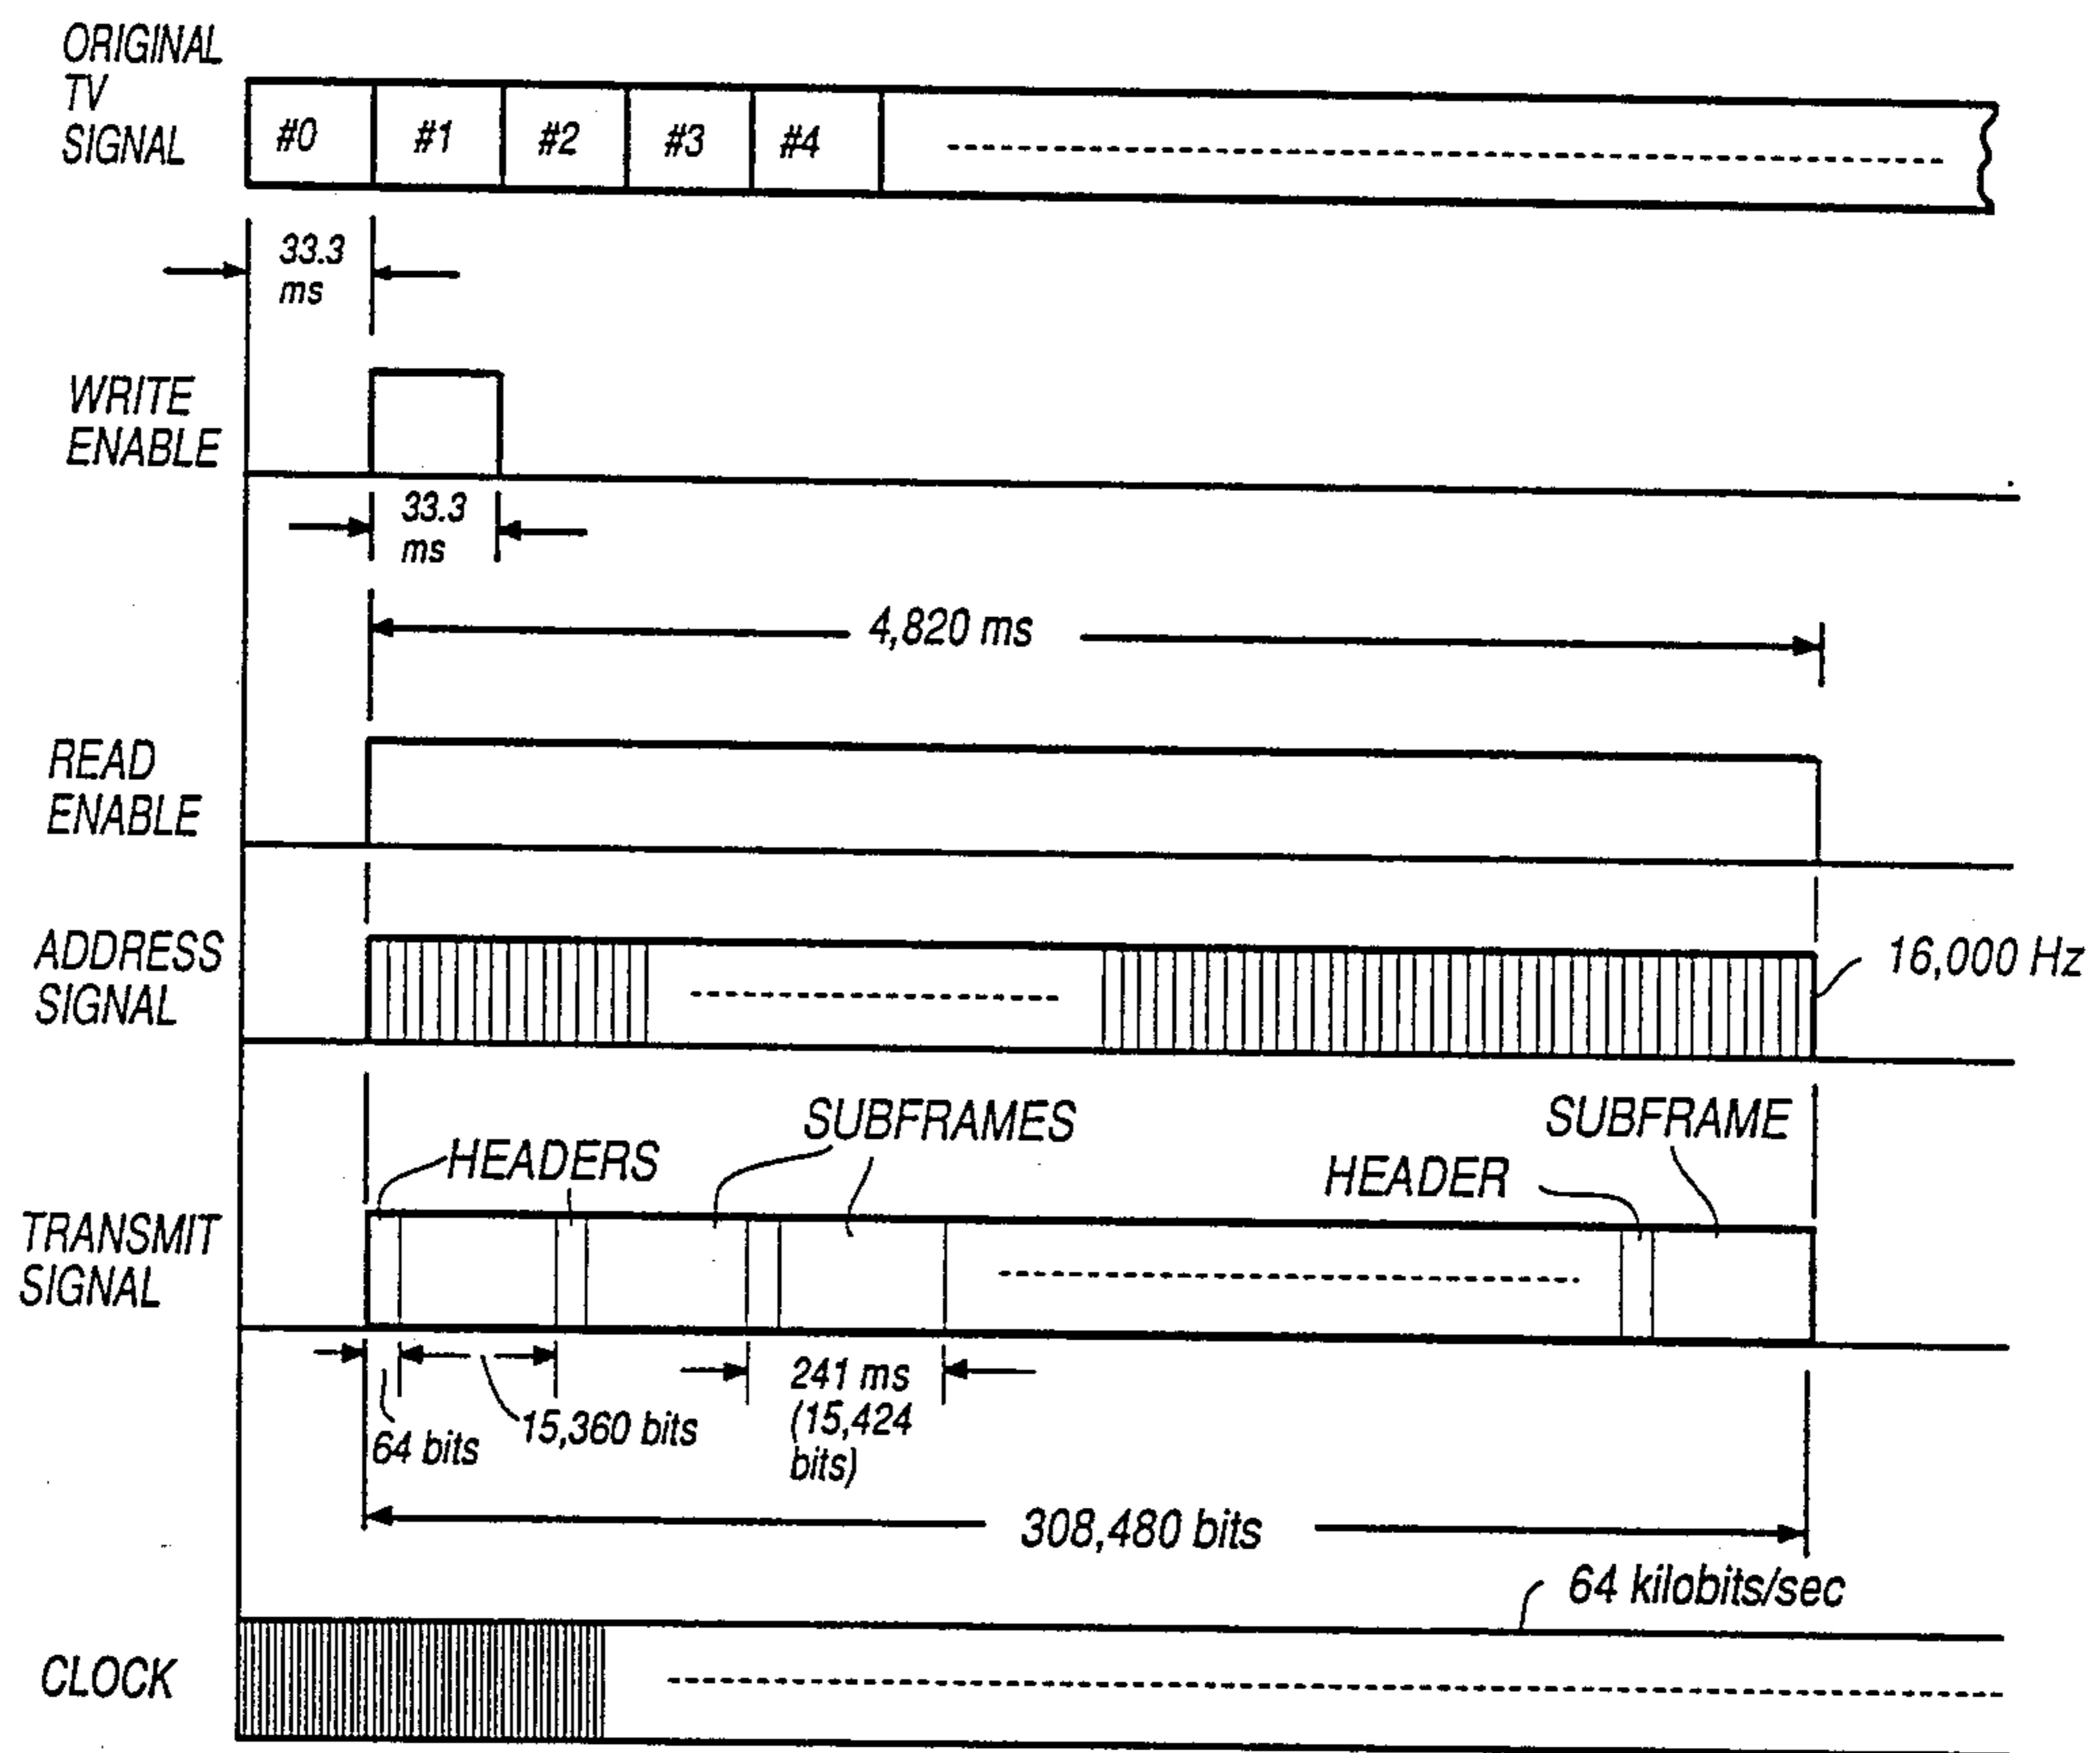 ORIGINAL
TV
SIGNAL
#0
#1
#2
#3
#4
33.3
ms
WRITE
ENABLE
33.3
ms
4,820 ms
READ
ENABLE
ADDRESS
SIGNAL
16,000 Hz
SUBFRAMES
SUBFRAME
HEADERS
HEADER
TRANSMIT
SIGNAL
241 ms
(15,424
bits)
15,360 bits
64 bits
308,480 bits
64 kilobits/sec
CLOCK